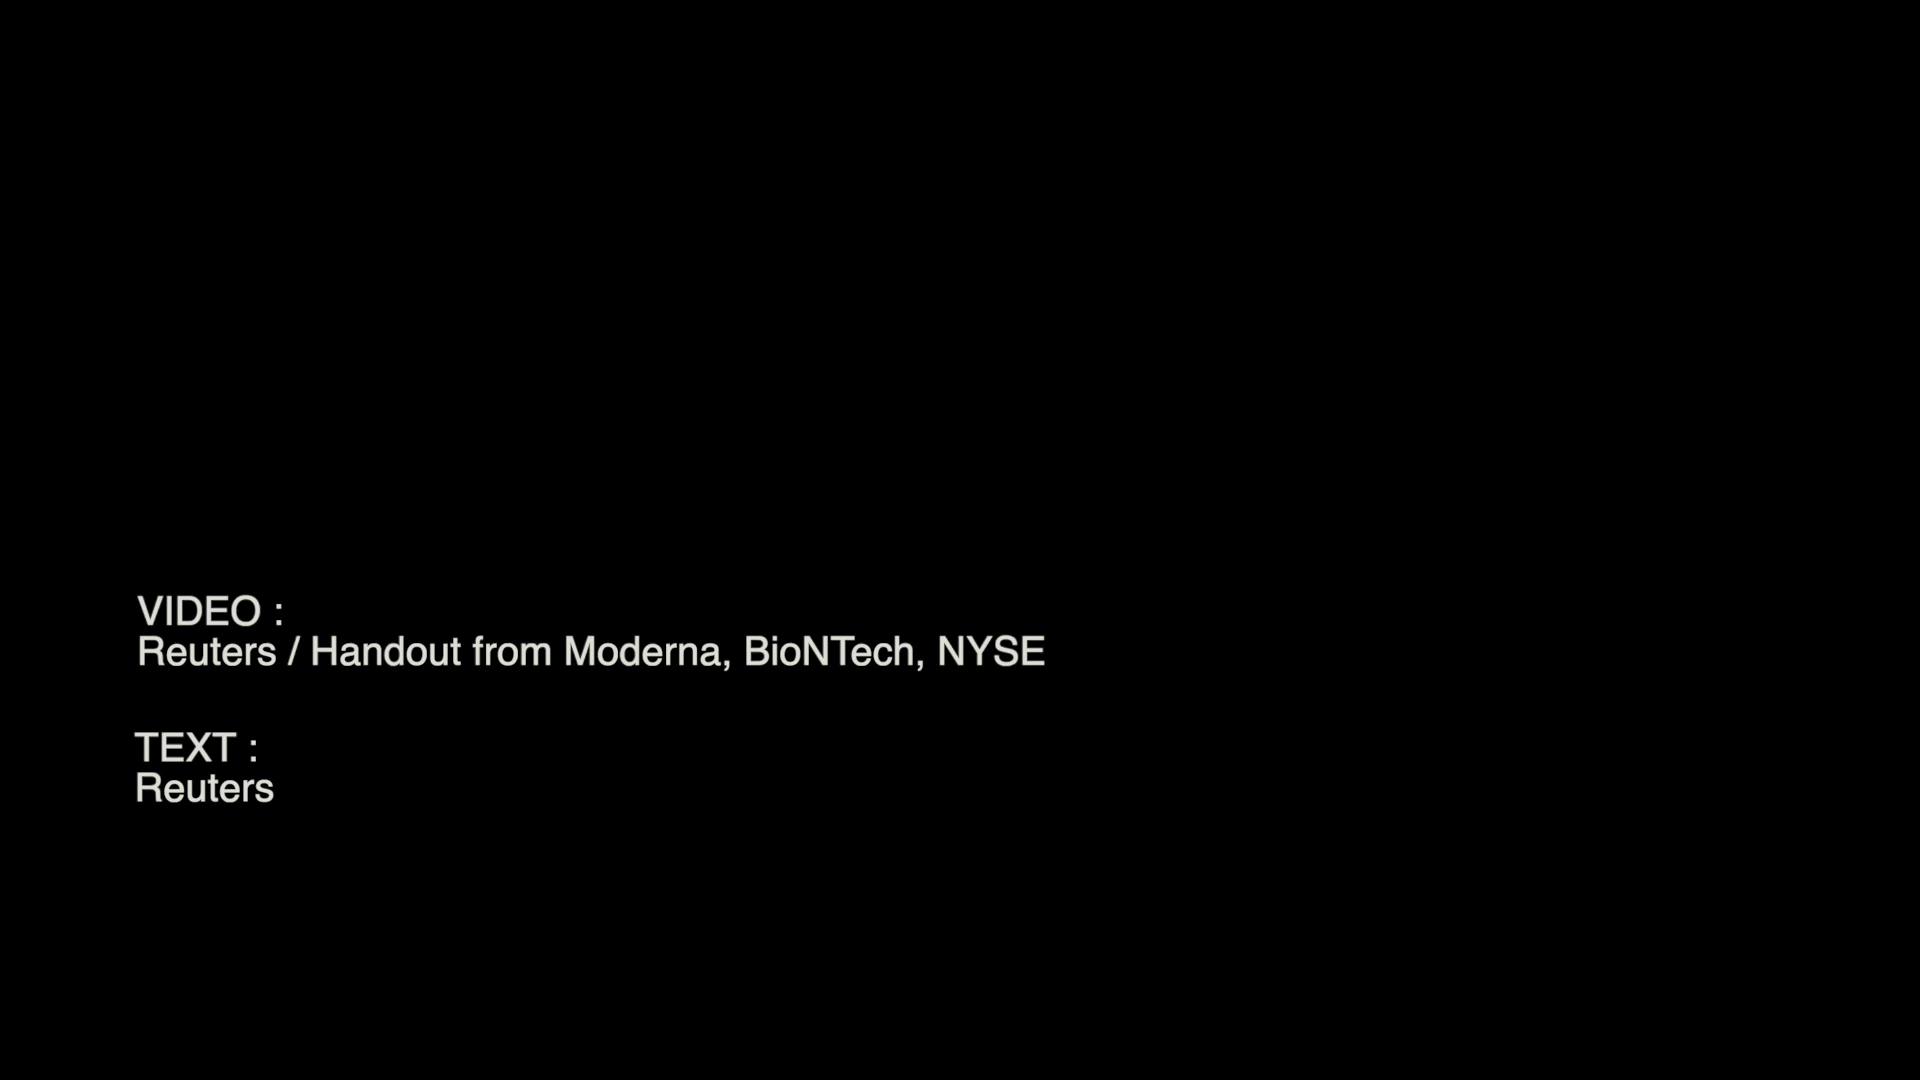 VIDEO :
Reuters / Handout from Moderna, BioNTech, NYSE
TEXT :
Reuters